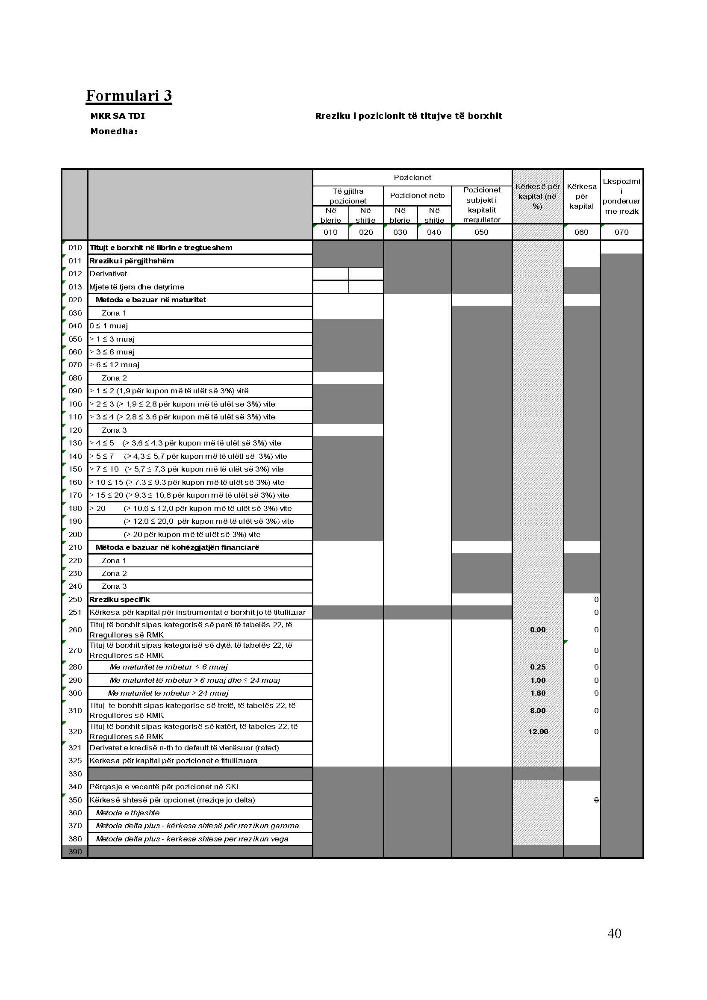 Formulari 3
MKR SA TDI Rreziku i pozicionit të titujve të borxhit
Monedha:
Pozicionet
Të gjitha pozicionet
Pozicionet neto
Pozicionet subjekt i kapitalit rregullator
Kërkesë për kapital (në %)
Kërkesa për kapital
Ekspozimi i ponderuar me rrezik
Në blerje Në shitje Në blerje Në shitje
010 020 030 040 050 060 070
010 Titujt e borxhit në librin e tregtueshem
011 Rreziku i përgjithshëm
012 Derivativet
013 Mjete të tjera dhe detyrime
020 Metoda e bazuar në maturitet
030 Zona 1
040 0 ≤ 1 muaj
050 > 1 ≤ 3 muaj
060 > 3 ≤ 6 muaj
070 > 6 ≤ 12 muaj
080 Zona 2
090 > 1 ≤ 2 (1,9 për kupon më të ulët së 3%) vitë
100 > 2 ≤ 3 (> 1,9 ≤ 2,8 për kupon më të ulët se 3%) vite
110 > 3 ≤ 4 (> 2,8 ≤ 3,6 për kupon më të ulët së 3%) vite
120 Zona 3
130 > 4 ≤ 5 (> 3,6 ≤ 4,3 për kupon më të ulët së 3%) vite
140 > 5 ≤ 7 (> 4,3 ≤ 5,7 për kupon më të ulëtl së 3%) vite
150 > 7 ≤ 10 (> 5,7 ≤ 7,3 për kupon më të ulët së 3%) vite
160 > 10 ≤ 15 (> 7,3 ≤ 9,3 për kupon më të ulët së 3%) vite
170 > 15 ≤ 20 (> 9,3 ≤ 10,6 për kupon më të ulët së 3%) vite
180 > 20 (> 10,6 ≤ 12,0 për kupon më të ulët së 3%) vite
190 (> 12,0 ≤ 20,0 për kupon më të ulët së 3%) vite
200 (> 20 për kupon më të ulët së 3%) vite
210 Mëtoda e bazuar në kohëzgjatjën financiarë
220 Zona 1
230 Zona 2
240 Zona 3
250 Rreziku specifik 0
251 Kërkesa për kapital për instrumentat e borxhit jo të titullizuar 0
260 Tituj të borxhit sipas kategorisë së parë të tabelës 22, të Rregullores së RMK 0.00 0
270 Tituj të borxhit sipas kategorisë së dytë, të tabelës 22, të Rregullores së RMK 0
280 Me maturitet të mbetur ≤ 6 muaj 0.25 0
290 Me maturitet të mbetur > 6 muaj dhe ≤ 24 muaj 1.00 0
300 Me maturitet të mbetur > 24 muaj 1.60 0
310 Tituj te borxhit sipas kategorise së tretë, të tabelës 22, të Rregullores së RMK 8.00 0
320 Tituj të borxhit sipas kategorisë së katërt, të tabeles 22, të Rregullores së RMK 12.00 0
321 Derivatet e kredisë n-th to default të vlerësuar (rated)
325 Kerkesa për kapital për pozicionet e titullizuara
330
340 Përqasje e vecantë për pozicionet në SKI
350 Kërkesë shtesë për opcionet (rreziqe jo delta) 0
360 Metoda e thjeshtë
370 Metoda delta plus - kërkesa shtesë për rrezikun gamma
380 Metoda delta plus - kërkesa shtesë për rrezikun vega
390
40